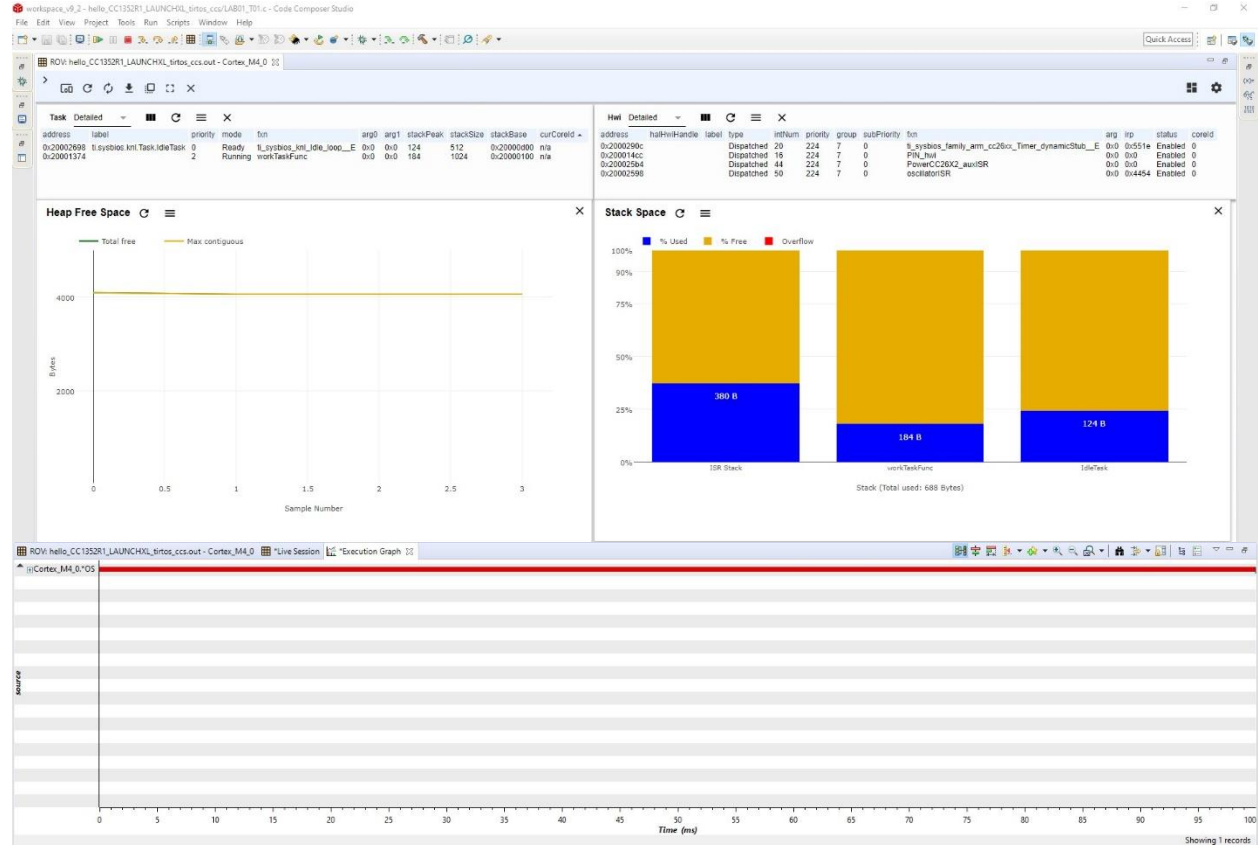 workspace_v9_2 - hello_CC1352R1_LAUNCHXL_tirtos_ccs/LAB01_T01.c - Code Composer Studio
File Edit View Project Tools Run Scripts Window Help
Quick Access
ROV: hello_CC1352R1_LAUNCHXL_tirtos_ccs.out - Cortex_M4_0
Task Detailed
address label priority mode fxn arg0 arg1 stackPeak stackSize stackBase curCoreId
0x20002698 ti.sysbios.knl.Task.IdleTask 0 Ready ti_sysbios_knl_Idle_loop__E 0x0 0x0 124 512 0x20000d00 n/a
0x20001374 2 Running workTaskFunc 0x0 0x0 184 1024 0x20000100 n/a
Hwi Detailed
address halHwiHandle label type intNum priority group subPriority fxn arg irp status coreId
0x2000290c Dispatched 20 224 7 0 ti_sysbios_family_arm_cc26xx_Timer_dynamicStub__E 0x0 0x551e Enabled 0
0x200014cc Dispatched 16 224 7 0 PIN_hwi 0x0 0x0 Enabled 0
0x200025b4 Dispatched 44 224 7 0 PowerCC26X2_auxISR 0x0 0x0 Enabled 0
0x20002598 Dispatched 50 224 7 0 oscillatorISR 0x0 0x4454 Enabled 0
Heap Free Space
Total free Max contiguous
4000
Bytes
2000
0 0.5 1 1.5 2 2.5 3
Sample Number
Stack Space
% Used % Free Overflow
100%
90%
75%
50%
25%
0%
380 B
184 B
124 B
ISR Stack workTaskFunc IdleTask
Stack (Total used: 688 Bytes)
ROV: hello_CC1352R1_LAUNCHXL_tirtos_ccs.out - Cortex_M4_0 *Live Session *Execution Graph
Cortex_M4_0.*OS
source
0 5 10 15 20 25 30 35 40 45 50 55 60 65 70 75 80 85 90 95 100
Time (ms)
Showing 1 records